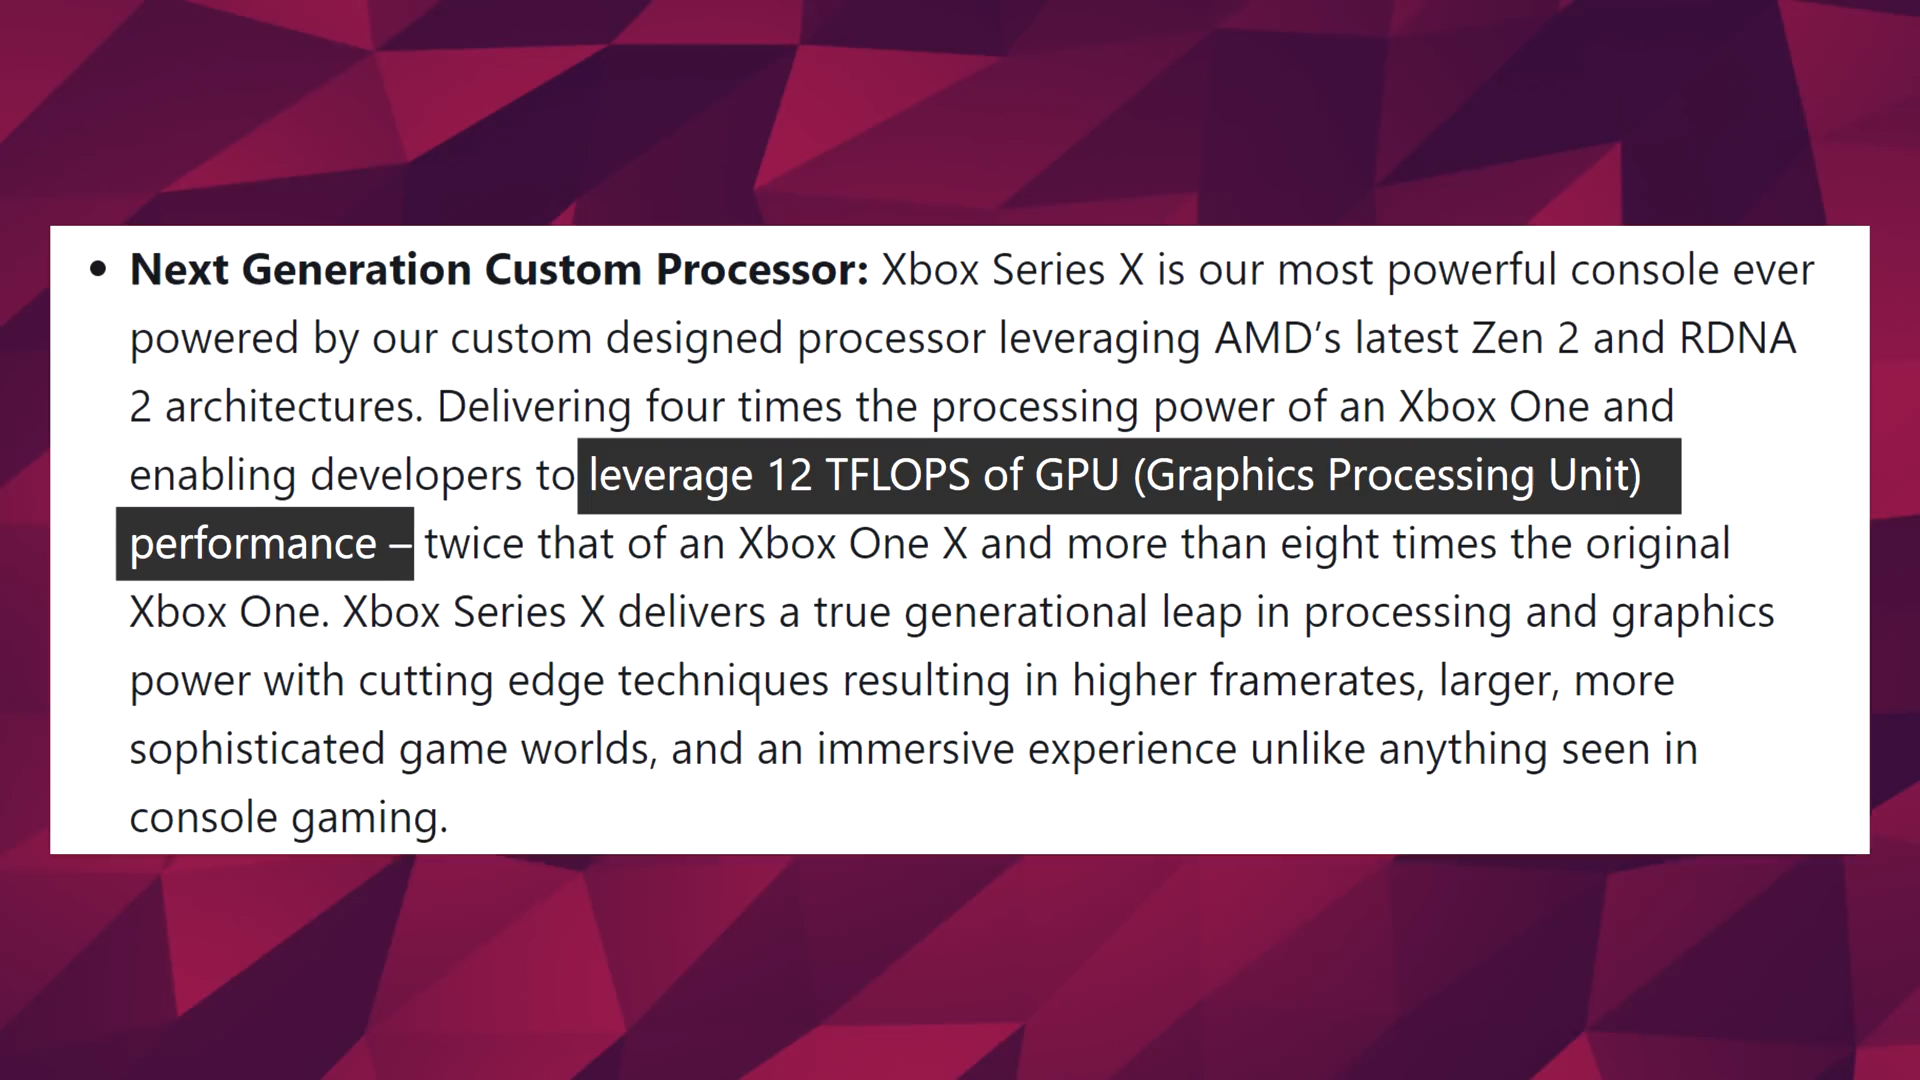 • Next Generation Custom Processor: Xbox Series X is our most powerful console ever
powered by our custom designed processor leveraging AMD’s latest Zen 2 and RDNA
2 architectures. Delivering four times the processing power of an Xbox One and
enabling developers to leverage 12 TFLOPS of GPU (Graphics Processing Unit)
performance – twice that of an Xbox One X and more than eight times the original
Xbox One. Xbox Series X delivers a true generational leap in processing and graphics
power with cutting edge techniques resulting in higher framerates, larger, more
sophisticated game worlds, and an immersive experience unlike anything seen in
console gaming.